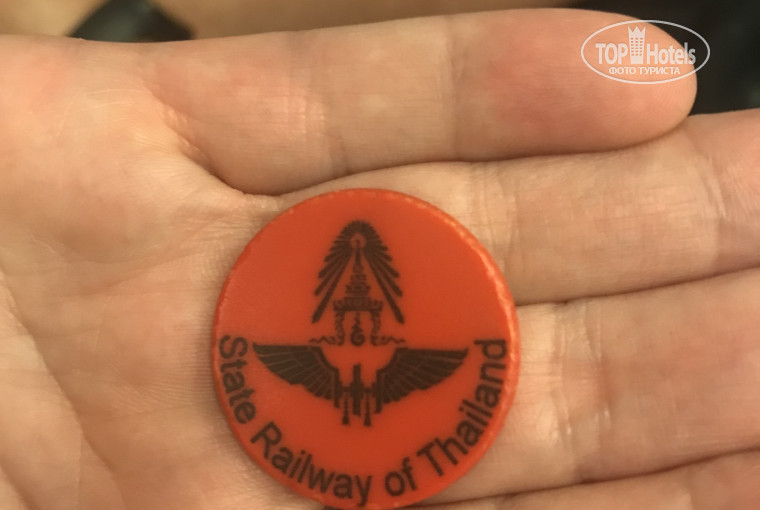 TOP Hotels
ФОТО ТУРИСТА
State Railway of Thailand